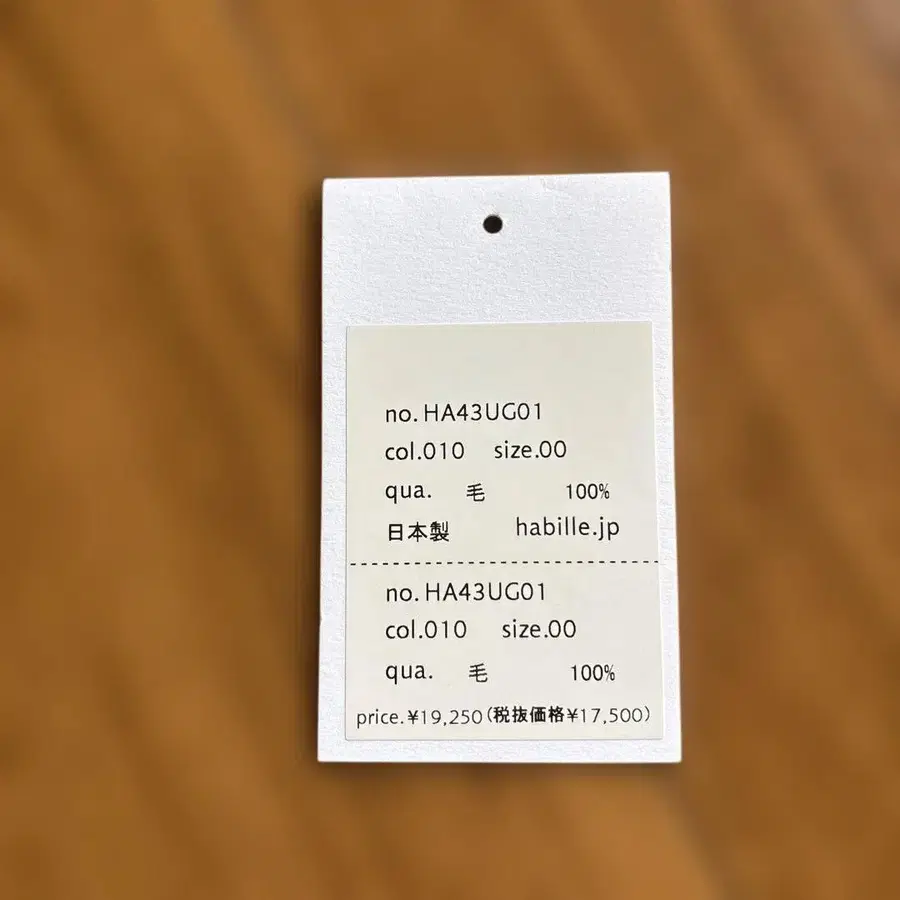 no.HA43UG01
col.010 size.00
qua. 毛 100%
日本製 habille.jp
no.HA43UG01
col.010 size.00
qua. 毛 100%
price.¥19,250(税抜価格¥17,500)